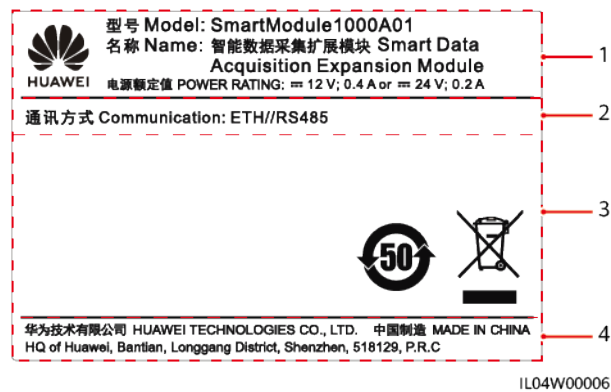 型号 Model: SmartModule1000A01
名称 Name: 智能数据采集扩展模块 Smart Data
Acquisition Expansion Module
HUAWEI
电源额定值 POWER RATING: ⎓ 12 V; 0.4 A or ⎓ 24 V; 0.2 A
1
通讯方式 Communication: ETH//RS485
2
3
50
华为技术有限公司 HUAWEI TECHNOLOGIES CO., LTD. 中国制造 MADE IN CHINA
HQ of Huawei, Bantian, Longgang District, Shenzhen, 518129, P.R.C
4
IL04W00006